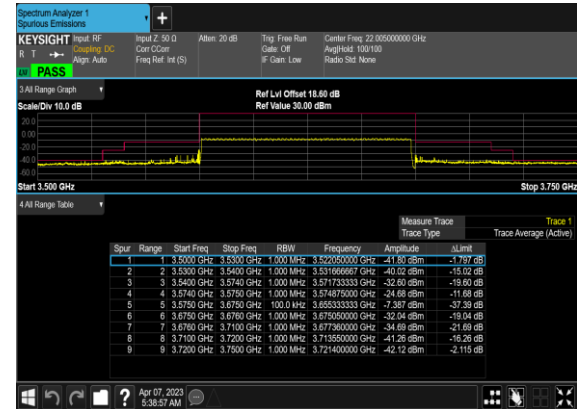 Spectrum Analyzer 1
Spurious Emissions
KEYSIGHT
R T
PASS
Input: RF
Coupling: DC
Align: Auto
Input Z: 50 Ω
Corr CCorr
Freq Ref: Int (S)
Atten: 20 dB
Trig: Free Run
Gate: Off
IF Gain: Low
Center Freq: 22.005000000 GHz
Avg|Hold: 100/100
Radio Std: None
3 All Range Graph
Scale/Div 10.0 dB
Ref Lvl Offset 18.60 dB
Ref Value 30.00 dBm
20.0
0.00
-20.0
-40.0
-60.0
Start 3.500 GHz
Stop 3.750 GHz
4 All Range Table
Measure Trace Trace 1
Trace Type Trace Average (Active)
Spur Range Start Freq Stop Freq RBW Frequency Amplitude ΔLimit
1 1 3.5000 GHz 3.5300 GHz 1.000 MHz 3.522050000 GHz -41.80 dBm -1.797 dB
2 2 3.5300 GHz 3.5400 GHz 1.000 MHz 3.531666667 GHz -40.02 dBm -15.02 dB
3 3 3.5400 GHz 3.5740 GHz 1.000 MHz 3.571733333 GHz -32.60 dBm -19.60 dB
4 4 3.5740 GHz 3.5750 GHz 1.000 MHz 3.574875000 GHz -24.68 dBm -11.68 dB
5 5 3.5750 GHz 3.6750 GHz 100.0 kHz 3.655333333 GHz -7.387 dBm -37.39 dB
6 6 3.6750 GHz 3.6760 GHz 1.000 MHz 3.675050000 GHz -32.04 dBm -19.04 dB
7 7 3.6760 GHz 3.7100 GHz 1.000 MHz 3.677360000 GHz -34.69 dBm -21.69 dB
8 8 3.7100 GHz 3.7200 GHz 1.000 MHz 3.713550000 GHz -41.26 dBm -16.26 dB
9 9 3.7200 GHz 3.7500 GHz 1.000 MHz 3.721400000 GHz -42.12 dBm -2.115 dB
Apr 07, 2023
5:38:57 AM